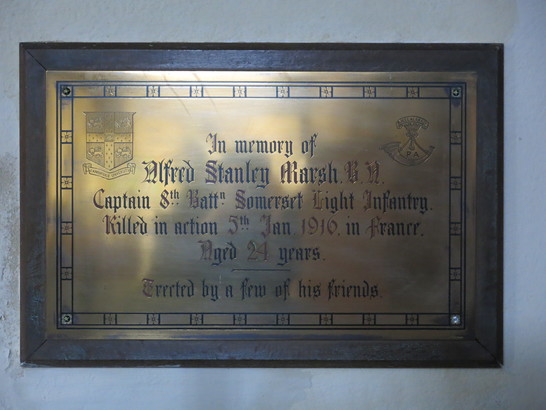 In memory of
Alfred Stanley Marsh. B.A.
Captain 8th Battn Somerset Light Infantry.
Killed in action 5th Jan 1916, in France.
Aged 24 years.
Erected by a few of his friends.